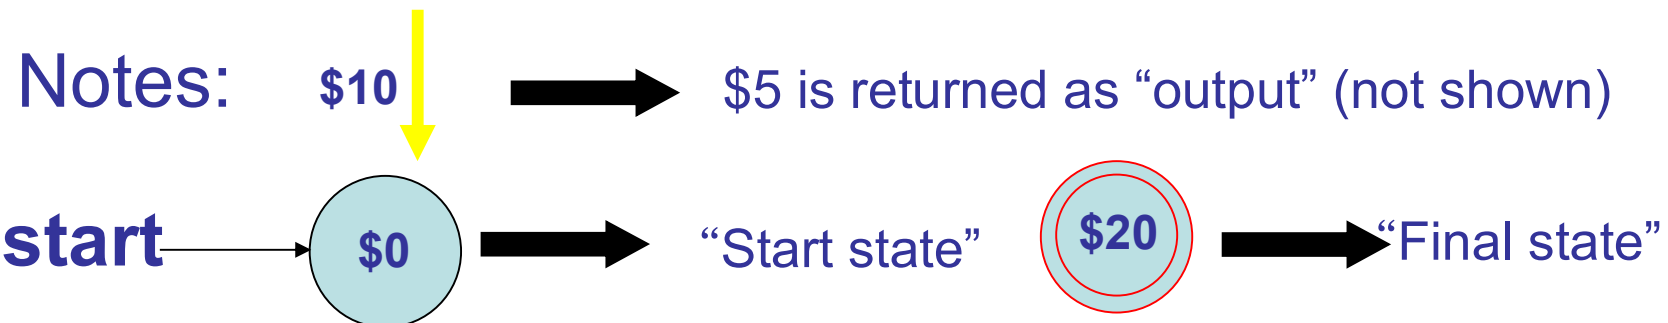 Notes: $10 $5 is returned as “output” (not shown)
start $0 “Start state” $20 “Final state”